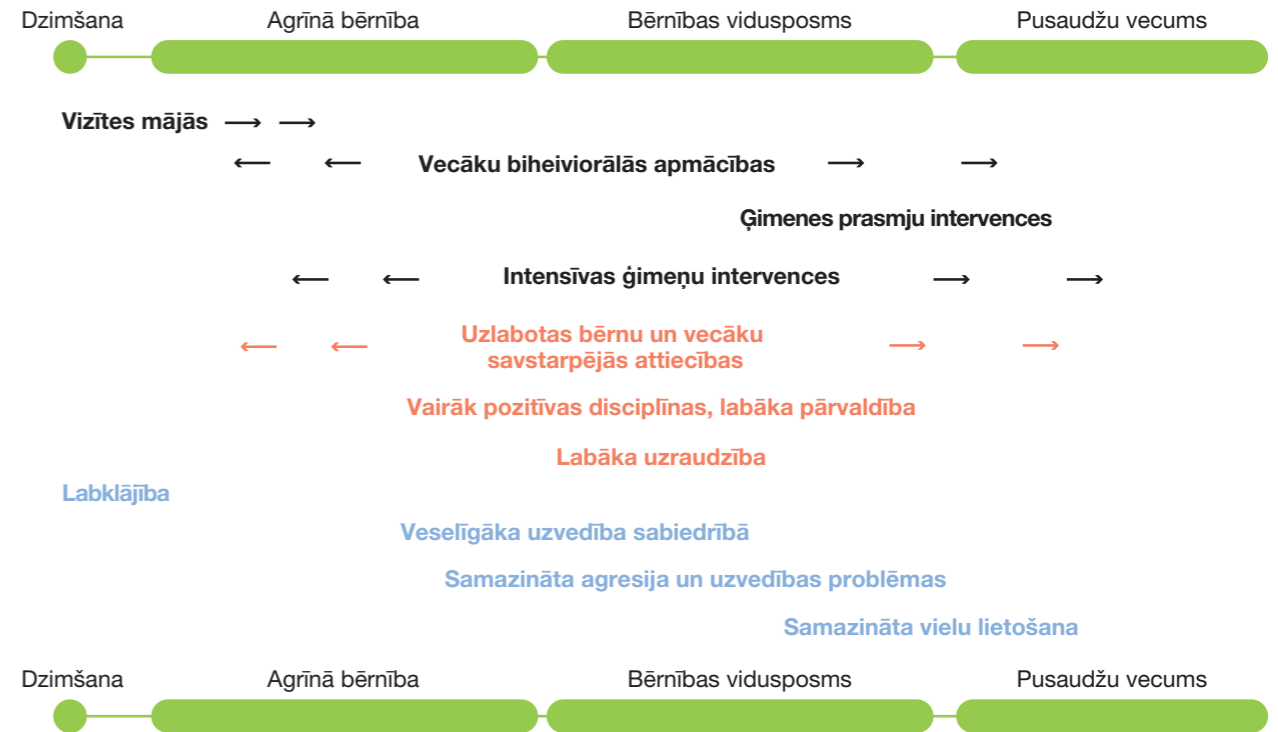 Dzimšana Agrīnā bērnība Bērnības vidusposms Pusaudžu vecums
Vizītes mājās → →
← ← Vecāku biheiviorālās apmācības → →
Ģimenes prasmju intervences
← ← Intensīvas ģimeņu intervences → →
← ← Uzlabotas bērnu un vecāku → →
savstarpējās attiecības
Vairāk pozitīvas disciplīnas, labāka pārvaldība
Labāka uzraudzība
Labklājība
Veselīgāka uzvedība sabiedrībā
Samazināta agresija un uzvedības problēmas
Samazināta vielu lietošana
Dzimšana Agrīnā bērnība Bērnības vidusposms Pusaudžu vecums